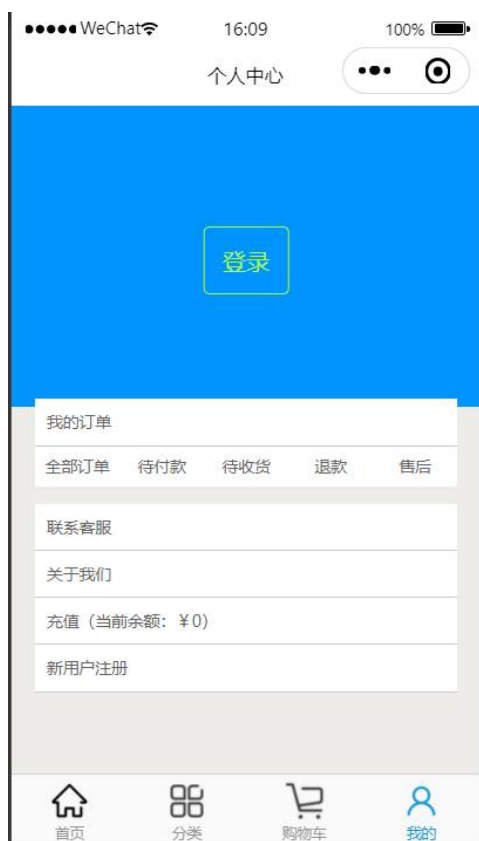 WeChat 16:09 100%
个人中心
登录
我的订单
全部订单 待付款 待收货 退款 售后
联系客服
关于我们
充值（当前余额：￥0）
新用户注册
首页 分类 购物车 我的